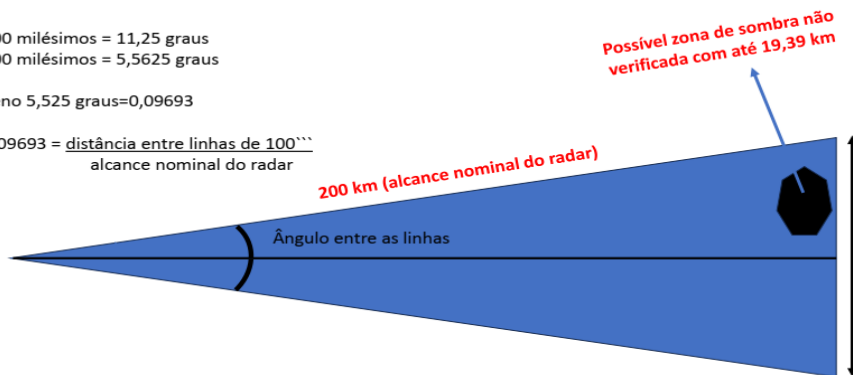 00 milésimos = 11,25 graus
00 milésimos = 5,5625 graus
no 5,525 graus=0,09693
09693 = distância entre linhas de 100```
alcance nominal do radar
200 km (alcance nominal do radar)
Possível zona de sombra não
verificada com até 19,39 km
Ângulo entre as linhas